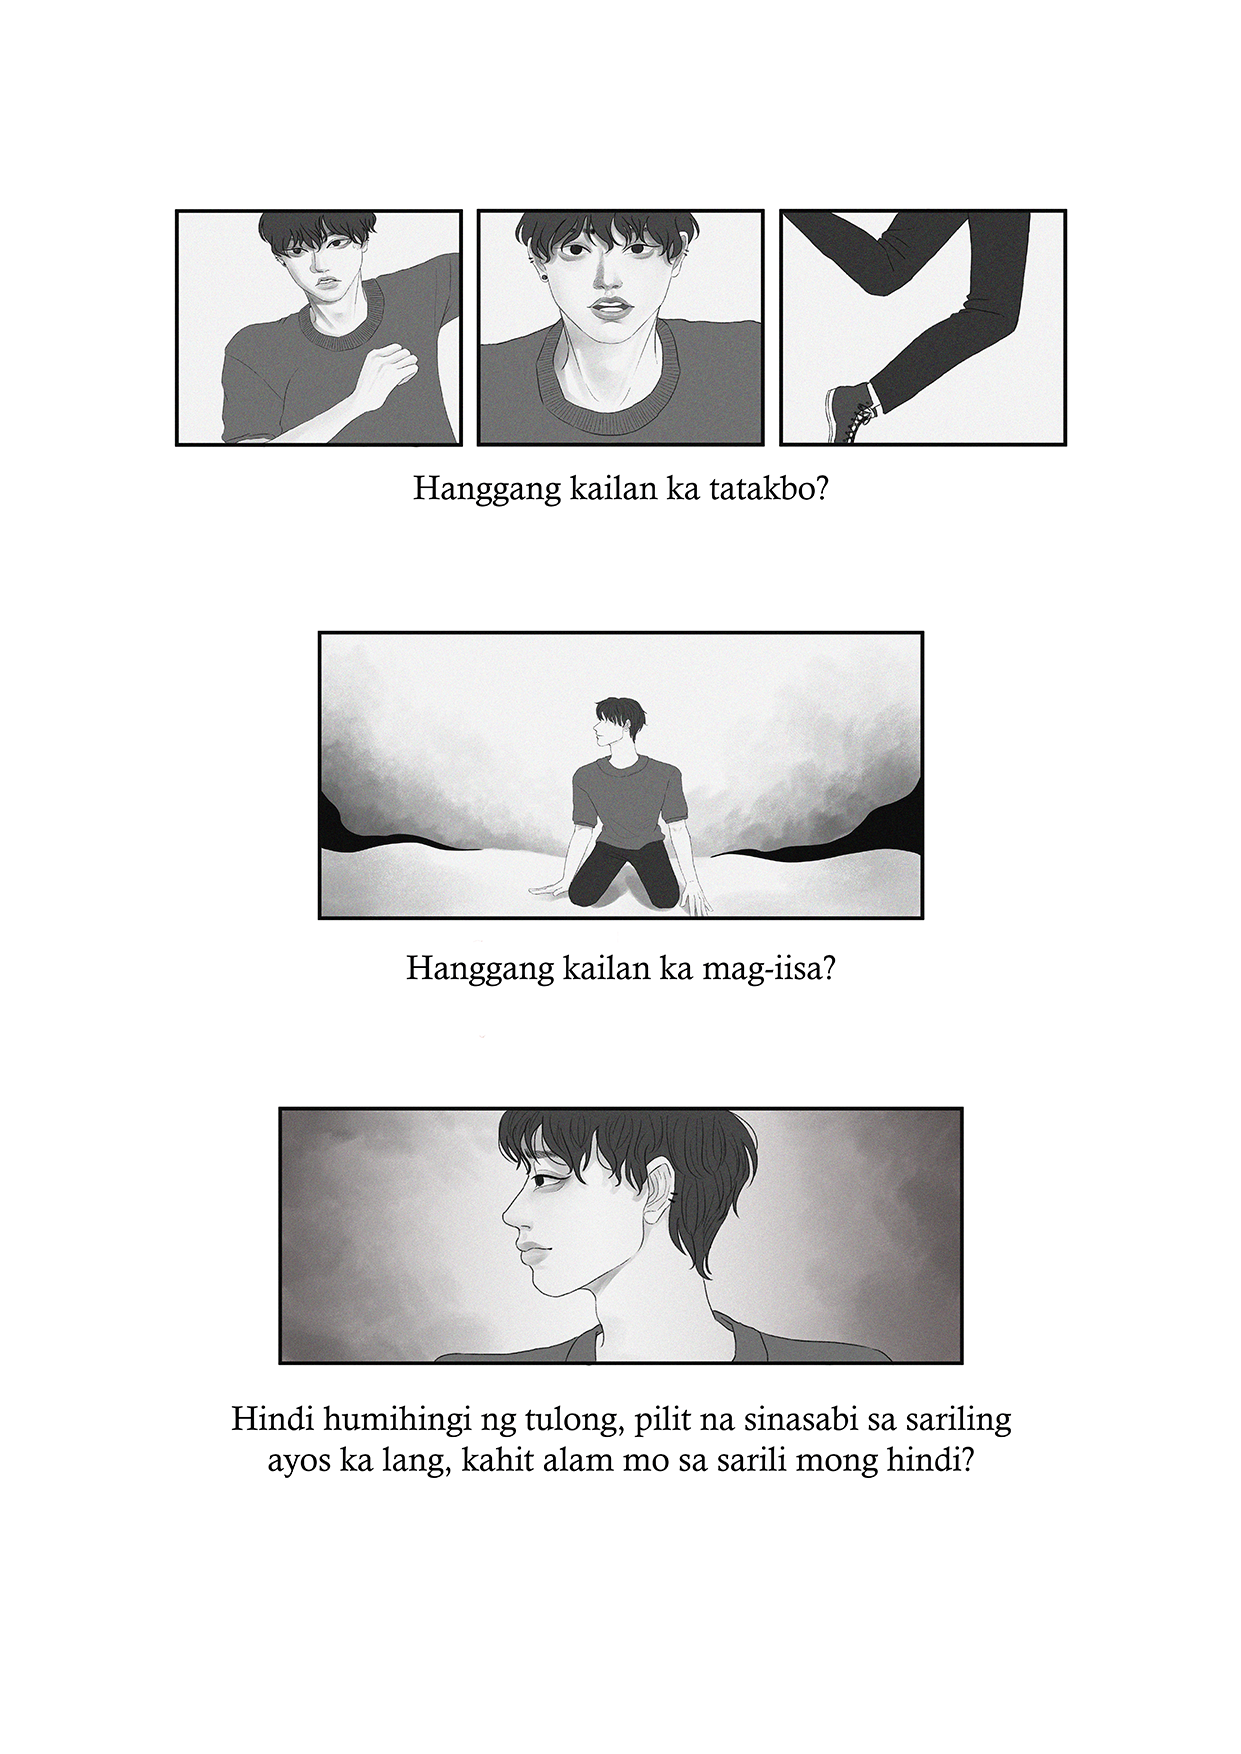 Hanggang kailan ka tatakbo?
Hanggang kailan ka mag-iisa?
Hindi humihingi ng tulong, pilit na sinasabi sa sariling
ayos ka lang, kahit alam mo sa sarili mong hindi?